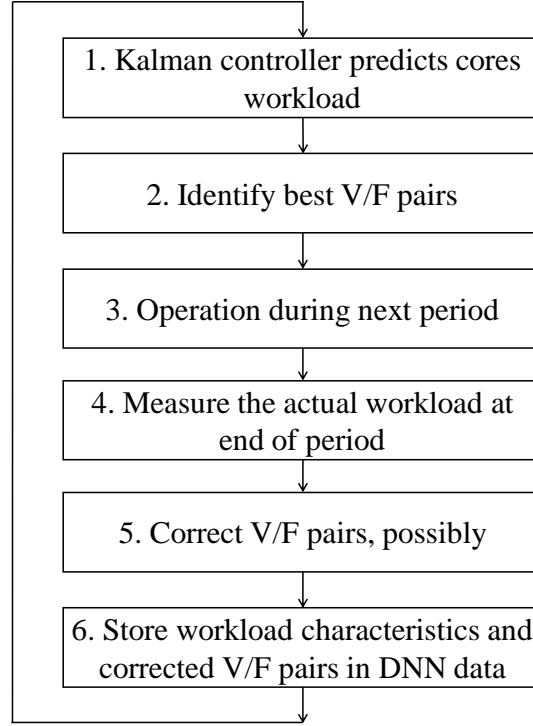 1. Kalman controller predicts cores
workload
2. Identify best V/F pairs
3. Operation during next period
4. Measure the actual workload at
end of period
5. Correct V/F pairs, possibly
6. Store workload characteristics and
corrected V/F pairs in DNN data